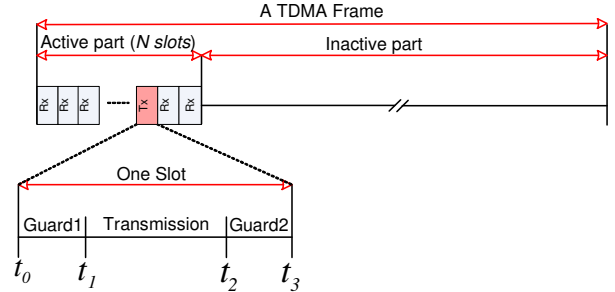 A TDMA Frame
Active part (N slots) Inactive part
Rx Rx Rx Tx Rx Rx
One Slot
Guard1 Transmission Guard2
t0 t1 t2 t3